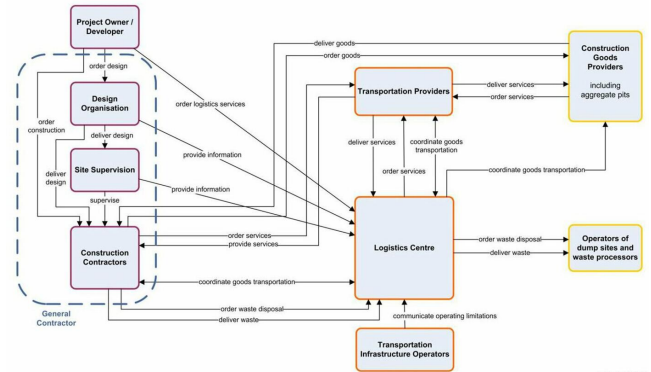 Project Owner /
Developer
deliver goods
order goods
Construction
Goods
Providers
including
aggregate pits
order design
Design
Organisation
order
construction
order logistics services
Transportation Providers
deliver services
order services
deliver design
deliver services
coordinate goods
transportation
order services
Site Supervision
provide information
deliver
design
provide information
coordinate goods transportation
supervise
Construction
Contractors
order services
provide services
Logistics Centre
order waste disposal
deliver waste
Operators of
dump sites and
waste processors
coordinate goods transportation
General
Contractor
order waste disposal
deliver waste
communicate operating limitations
Transportation
Infrastructure Operators